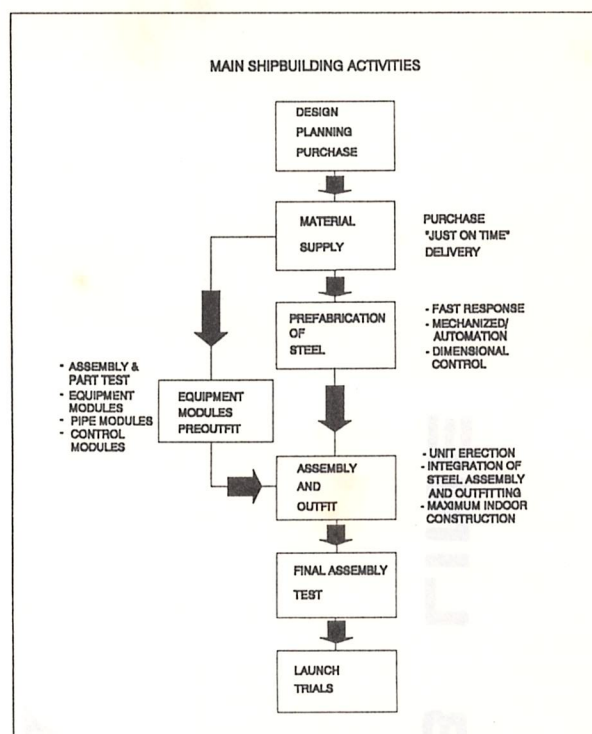 MAIN SHIPBUILDING ACTIVITIES
DESIGN
PLANNING
PURCHASE
MATERIAL
SUPPLY
PURCHASE
"JUST ON TIME"
DELIVERY
PREFABRICATION
OF
STEEL
- FAST RESPONSE
- MECHANIZED/
AUTOMATION
- DIMENSIONAL
CONTROL
- ASSEMBLY &
PART TEST
- EQUIPMENT
MODULES
- PIPE MODULES
- CONTROL
MODULES
EQUIPMENT
MODULES
PREOUTFIT
ASSEMBLY
AND
OUTFIT
- UNIT ERECTION
- INTEGRATION OF
STEEL ASSEMBLY
AND OUTFITTING
- MAXIMUM INDOOR
CONSTRUCTION
FINAL ASSEMBLY
TEST
LAUNCH
TRIALS